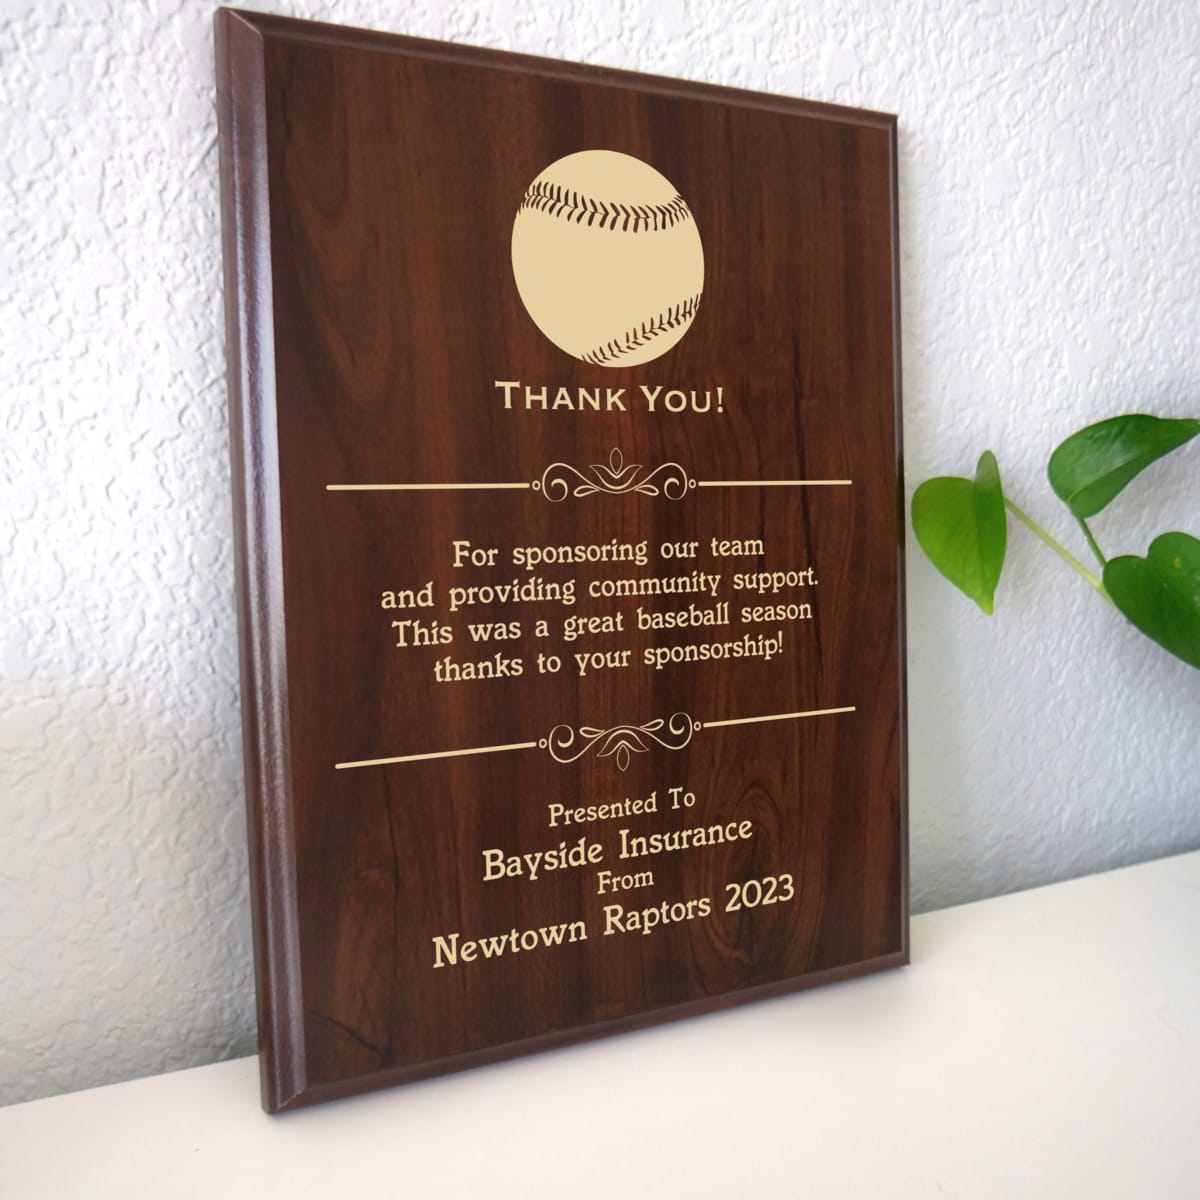 THANK YOU!
For sponsoring our team
and providing community support.
This was a great baseball season
thanks to your sponsorship!
Presented To
Bayside Insurance
From
Newtown Raptors 2023